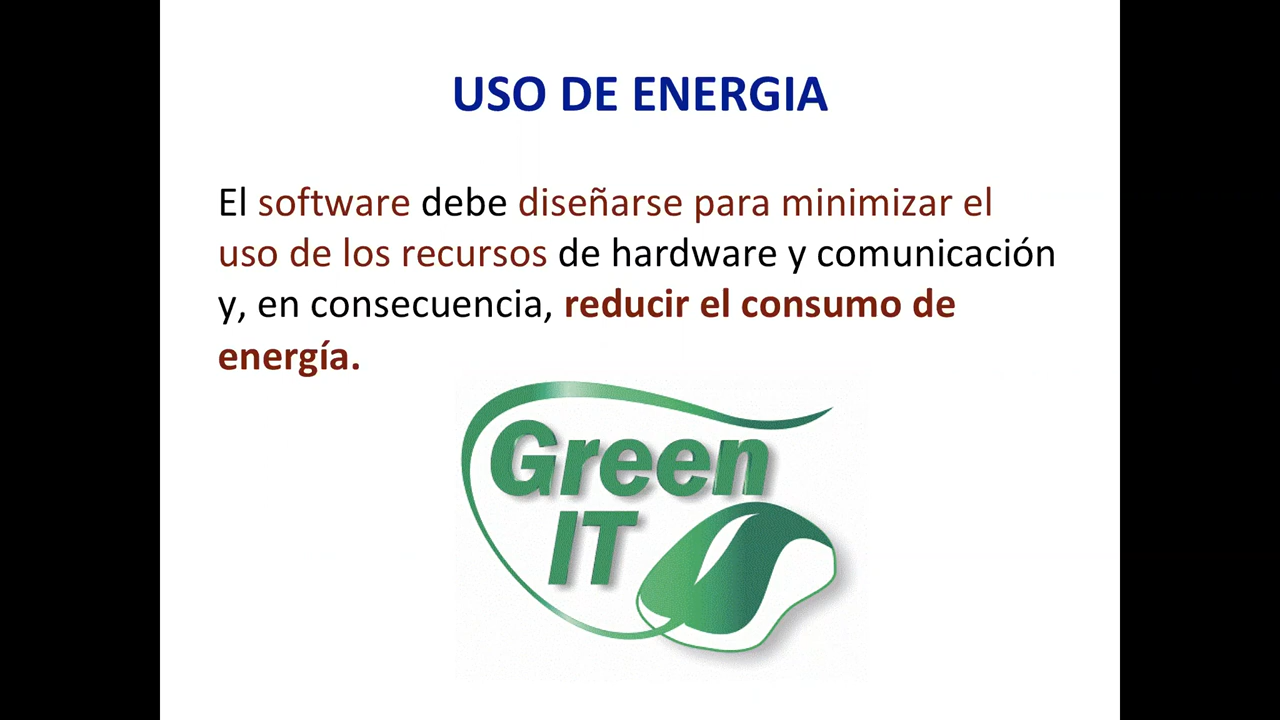 USO DE ENERGIA
El software debe diseñarse para minimizar el
uso de los recursos de hardware y comunicación
y, en consecuencia, reducir el consumo de
energía.
Green
IT